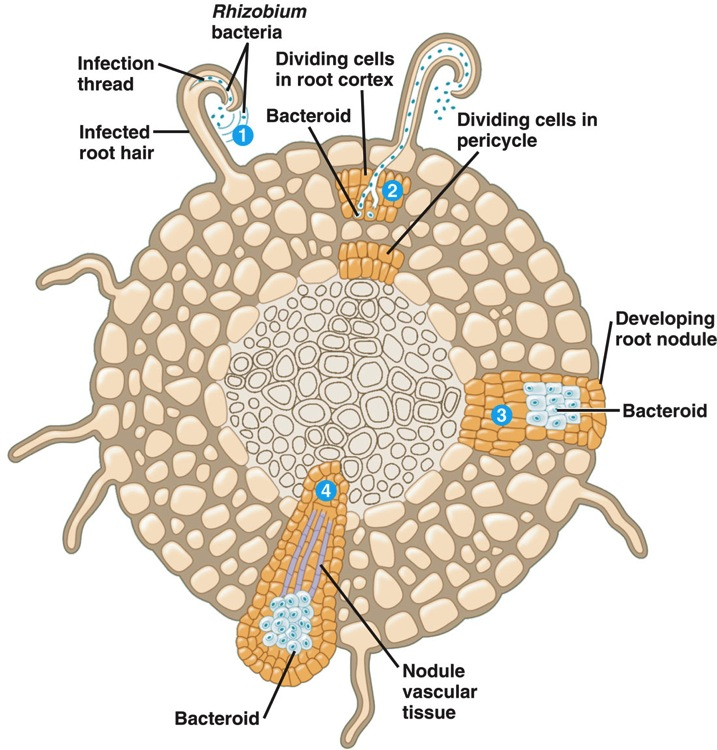 Rhizobium
bacteria
Infection
thread
Dividing cells
in root cortex
Bacteroid
Dividing cells in
pericycle
Infected
root hair
1
2
Developing
root nodule
3
Bacteroid
4
Nodule
vascular
tissue
Bacteroid